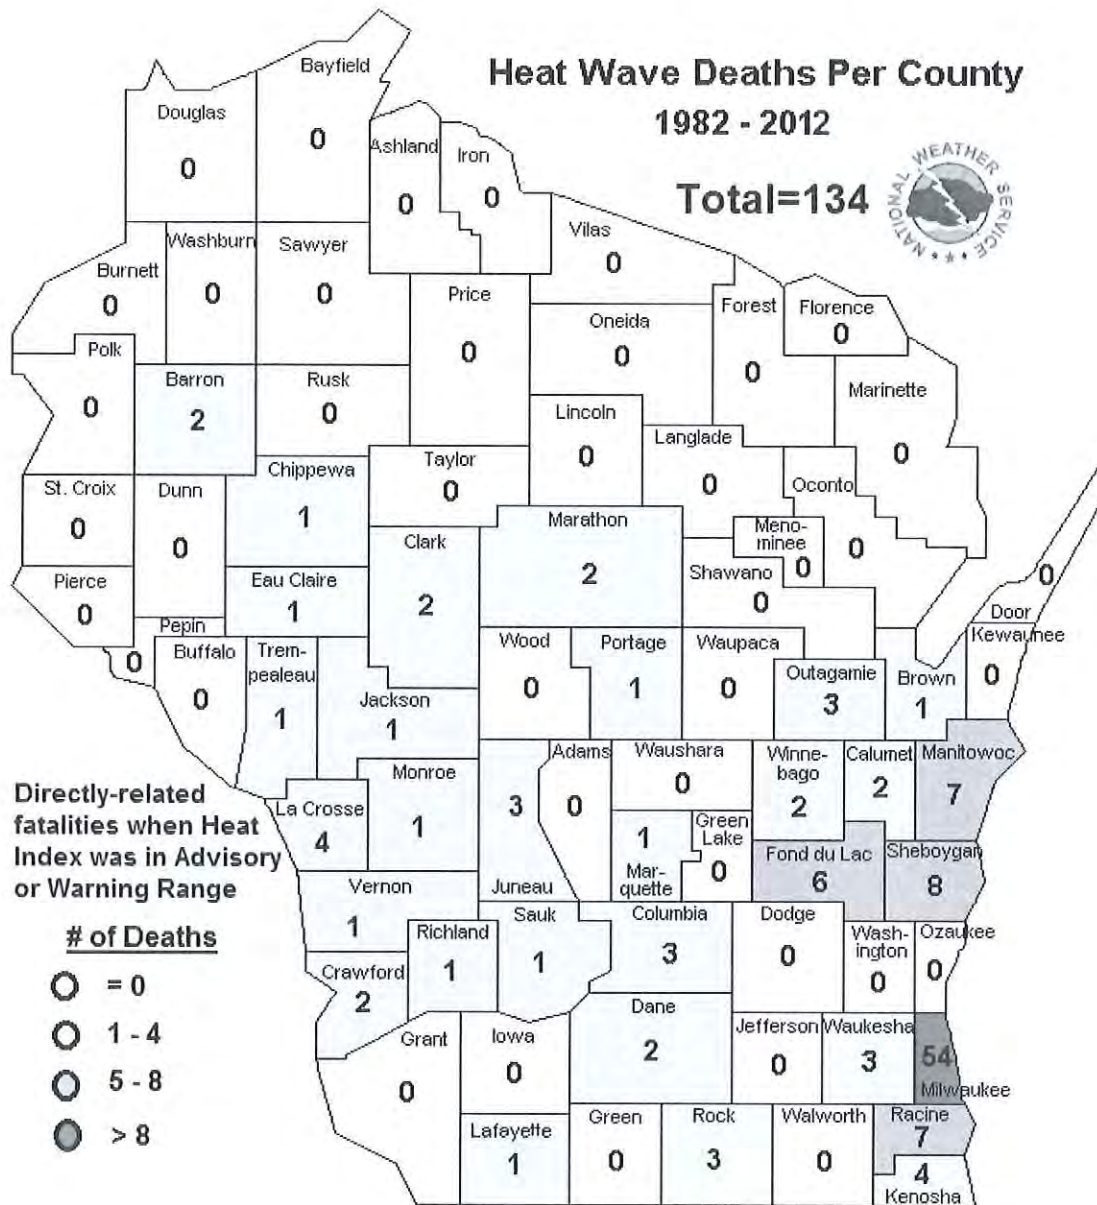 Heat Wave Deaths Per County
1982 - 2012
Total=134
NATIONAL WEATHER SERVICE
Bayfield
0
Douglas
0
Ashland
0
Iron
0
Vilas
0
Washburn
0
Sawyer
0
Burnett
0
Price
0
Oneida
0
Forest
0
Florence
0
Polk
0
Barron
2
Rusk
0
Lincoln
0
Langlade
0
Marinette
0
Oconto
0
St. Croix
0
Dunn
0
Chippewa
1
Taylor
0
Clark
2
Marathon
2
Meno-
minee
0
Shawano
0
Door
0
Pierce
0
Eau Claire
1
Pepin
0
Buffalo
0
Trem-
pealeau
1
Jackson
1
Wood
0
Portage
1
Waupaca
0
Outagamie
3
Brown
1
Kewaunee
0
La Crosse
4
Monroe
1
Juneau
3
Adams
0
Waushara
0
Winne-
bago
2
Calumet
2
Manitowoc
7
1
Mar-
quette
Green
Lake
0
Fond du Lac
6
Sheboygan
8
Vernon
1
Richland
1
Sauk
1
Columbia
3
Dodge
0
Wash-
ington
0
Ozaukee
0
Crawford
2
Grant
0
Iowa
0
Dane
2
Jefferson
0
Waukesha
3
54
Milwaukee
Lafayette
1
Green
0
Rock
3
Walworth
0
Racine
7
4
Kenosha
Directly-related
fatalities when Heat
Index was in Advisory
or Warning Range
# of Deaths
= 0
1 - 4
5 - 8
> 8